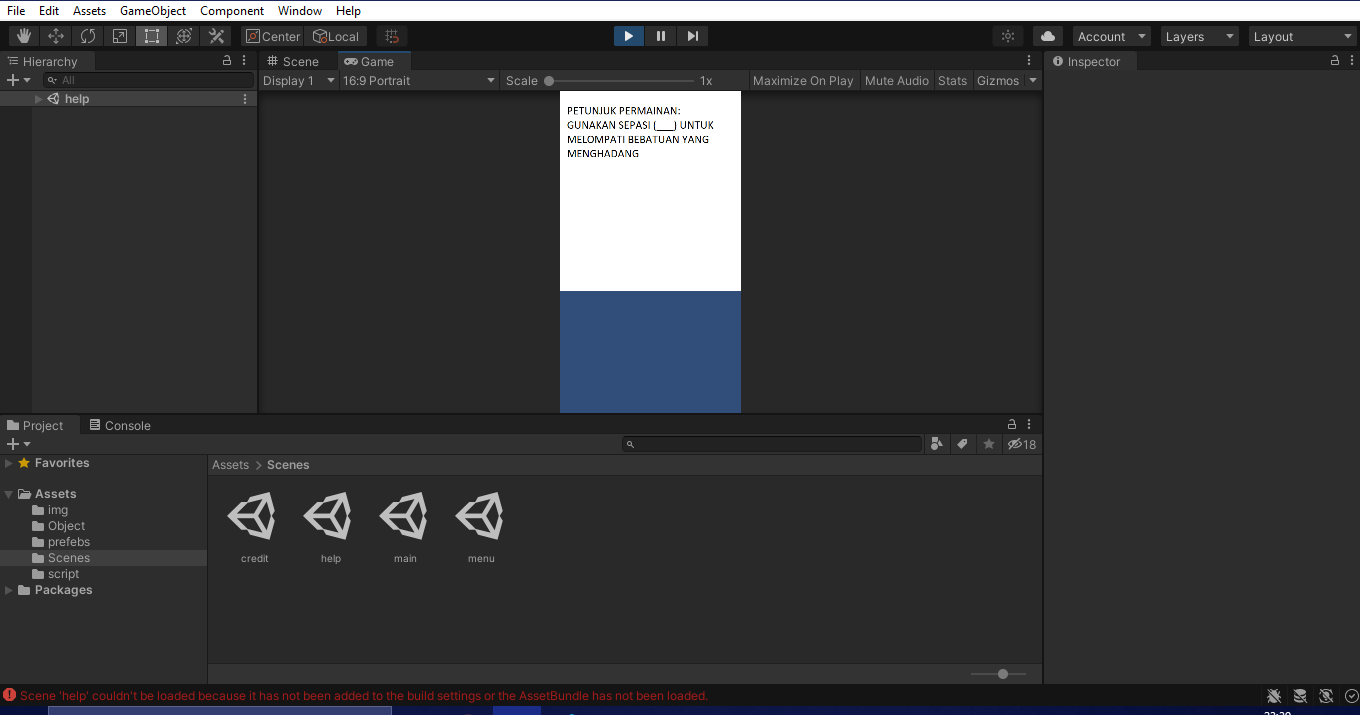 File Edit Assets GameObject Component Window Help
Center Local Account Layers Layout
Hierarchy
All
help
Scene Game
Display 1 16:9 Portrait Scale 1x Maximize On Play Mute Audio Stats Gizmos
PETUNJUK PERMAINAN:
GUNAKAN SEPASI (___) UNTUK
MELOMPATI BEBATUAN YANG
MENGHADANG
Inspector
Project Console
18
Favorites
Assets
img
Object
prefebs
Scenes
script
Packages
Assets > Scenes
credit help main menu
Scene 'help' couldn't be loaded because it has not been added to the build settings or the AssetBundle has not been loaded.